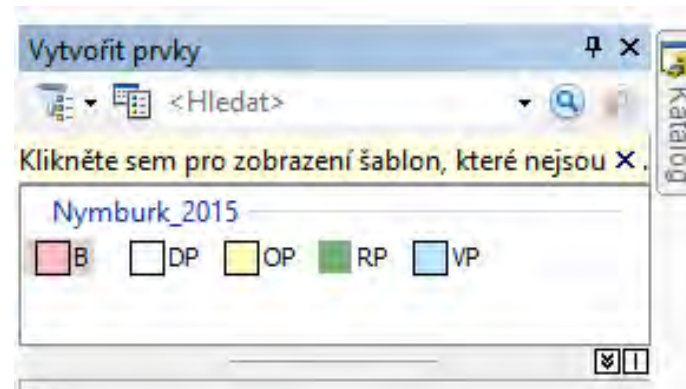 Vytvořit prvky
<Hledat>
Katalog
Klikněte sem pro zobrazení šablon, které nejsou
Nymburk_2015
B DP OP RP VP